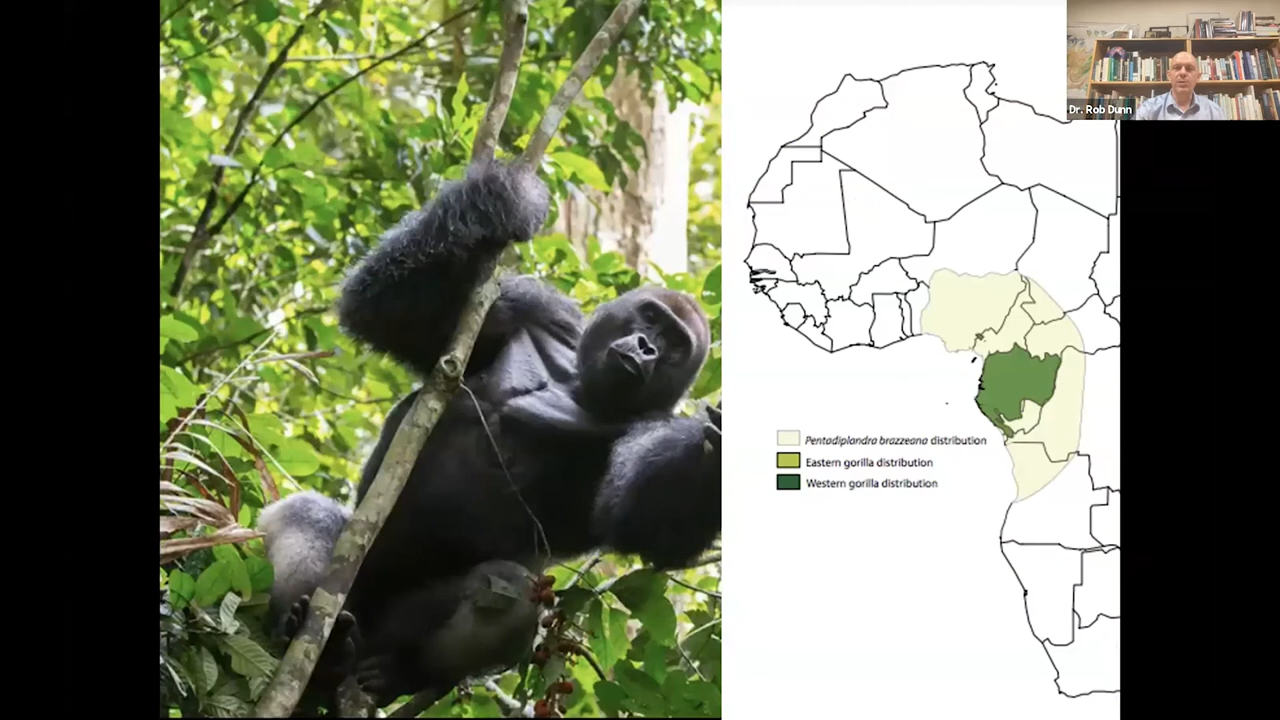 Dr. Rob Dunn
Pentadiplandra brazzeana distribution
Eastern gorilla distribution
Western gorilla distribution